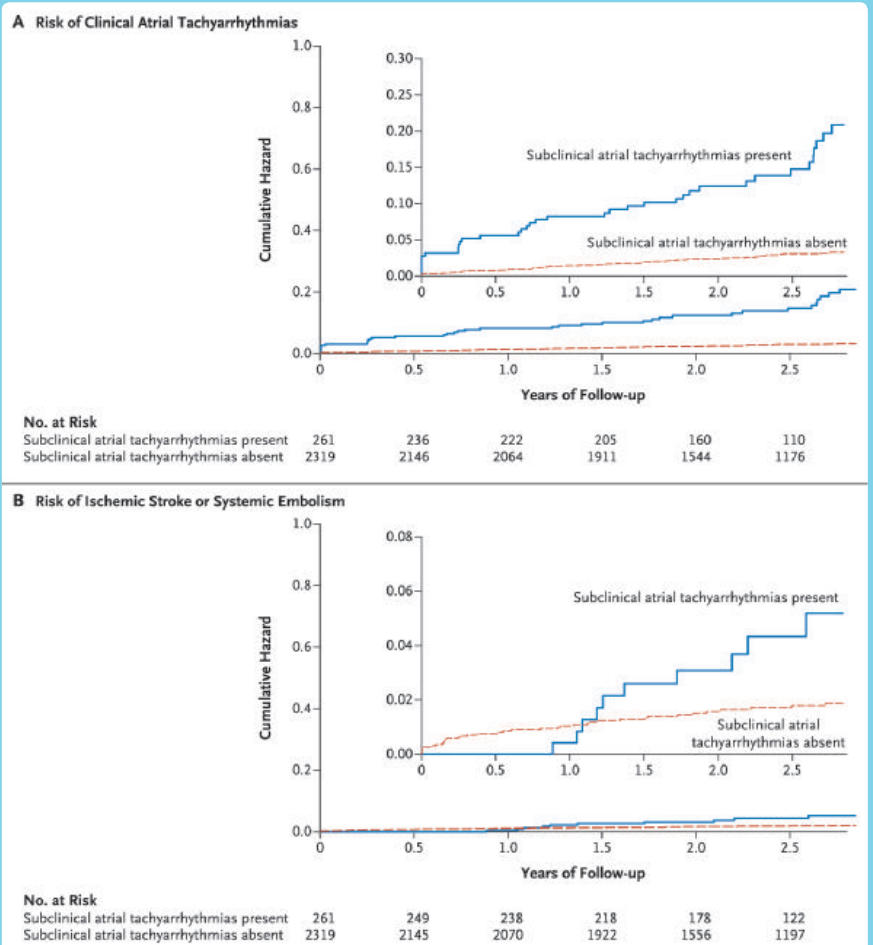 A Risk of Clinical Atrial Tachyarrhythmias
1.0
0.8
0.6
0.4
0.2
0.0
Cumulative Hazard
0.30
0.25
0.20
0.15
0.10
0.05
0.00
Subclinical atrial tachyarrhythmias present
Subclinical atrial tachyarrhythmias absent
0 0.5 1.0 1.5 2.0 2.5
0 0.5 1.0 1.5 2.0 2.5
Years of Follow-up
No. at Risk
Subclinical atrial tachyarrhythmias present 261 236 222 205 160 110
Subclinical atrial tachyarrhythmias absent 2319 2146 2064 1911 1544 1176
B Risk of Ischemic Stroke or Systemic Embolism
1.0
0.8
0.6
0.4
0.2
0.0
Cumulative Hazard
0.08
0.06
0.04
0.02
0.00
Subclinical atrial tachyarrhythmias present
Subclinical atrial
tachyarrhythmias absent
0 0.5 1.0 1.5 2.0 2.5
0 0.5 1.0 1.5 2.0 2.5
Years of Follow-up
No. at Risk
Subclinical atrial tachyarrhythmias present 261 249 238 218 178 122
Subclinical atrial tachyarrhythmias absent 2319 2145 2070 1922 1556 1197